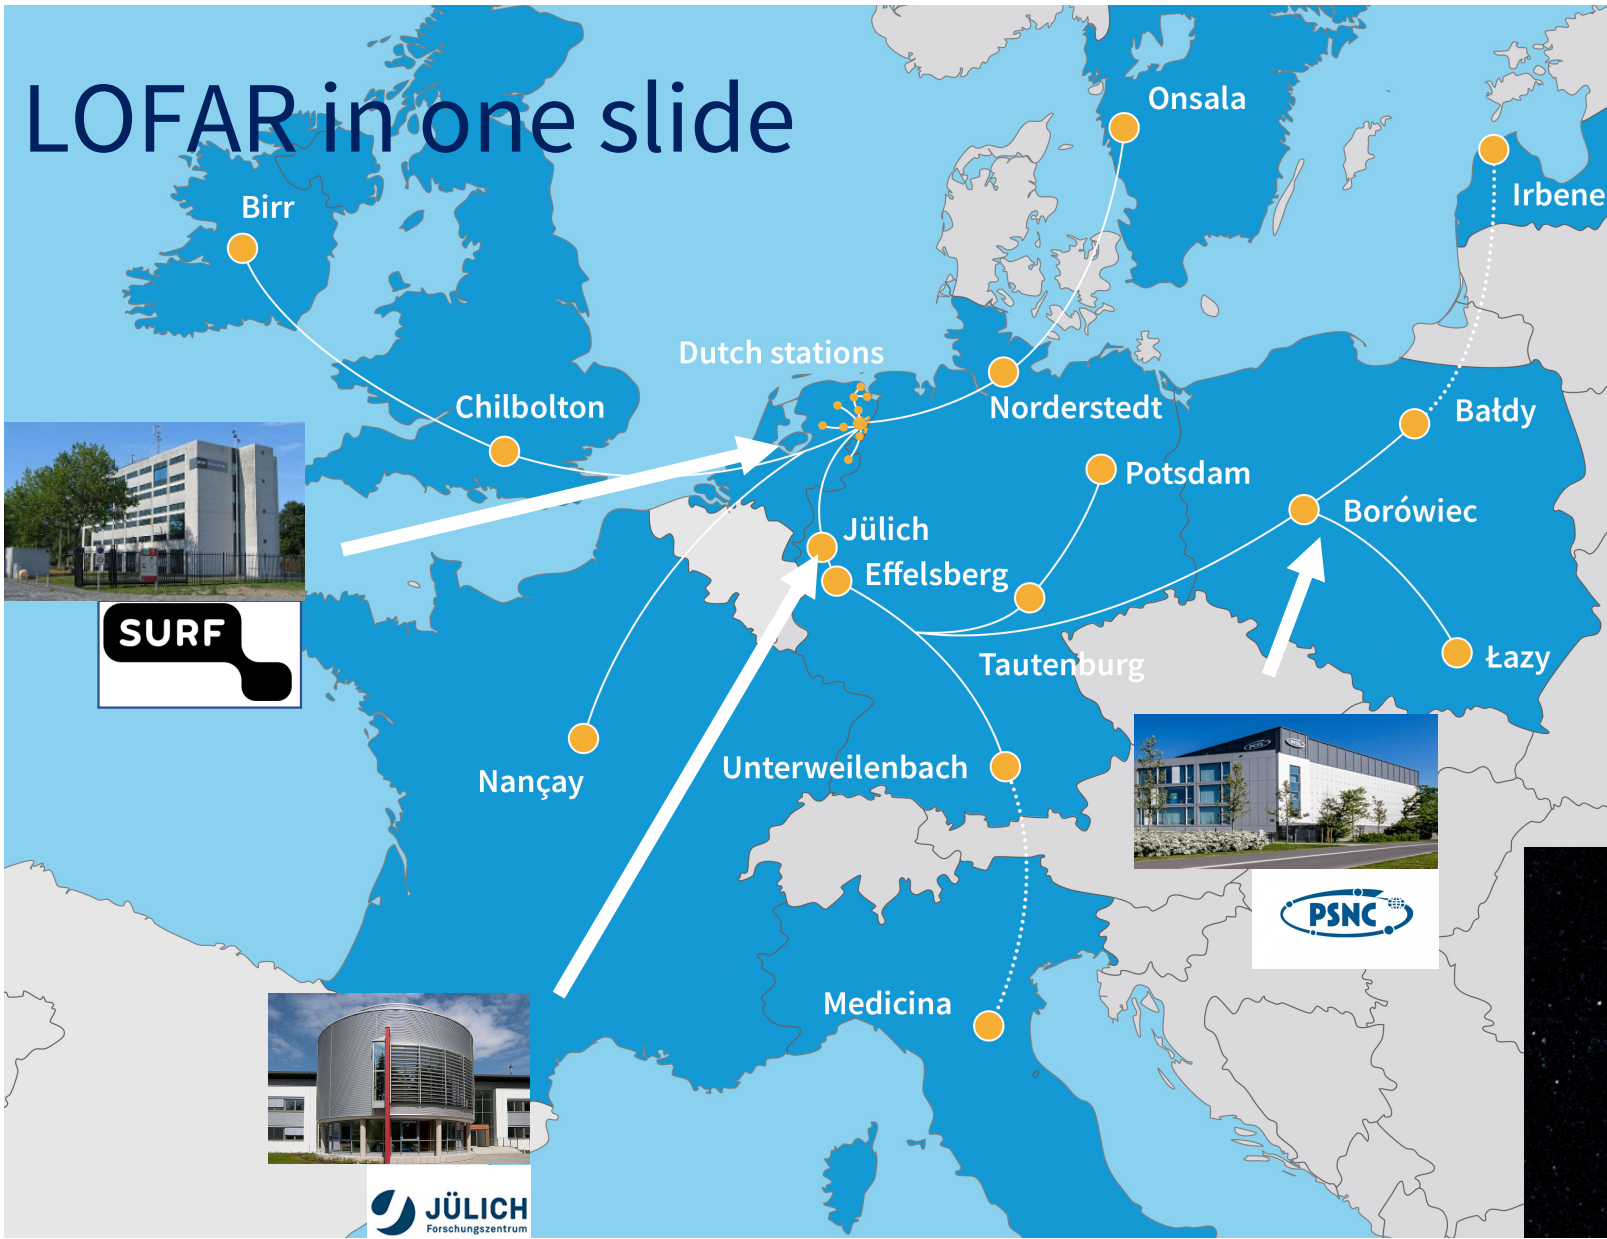 LOFAR in one slide
Onsala
Irbene
Birr
Dutch stations
Chilbolton
Norderstedt
Bałdy
Potsdam
Borówiec
Jülich
Effelsberg
SURF
Tautenburg
Łazy
Unterweilenbach
Nançay
PSNC
Medicina
JÜLICH
Forschungszentrum